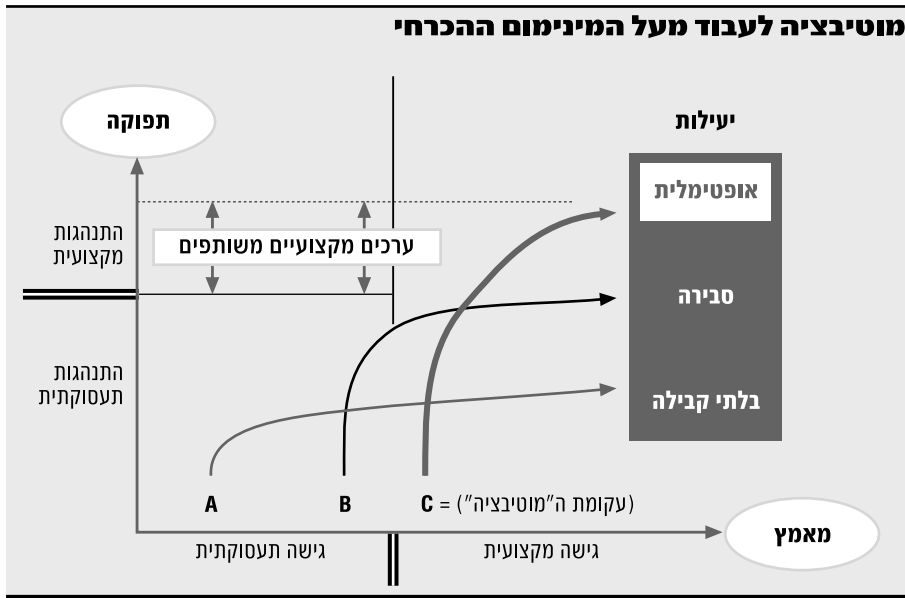 מוטיבציה לעבוד מעל המינימום ההכרחי
תפוקה
יעילות
אופטימלית
התנהגות
מקצועית
ערכים מקצועיים משותפים
סבירה
התנהגות
תעסוקתית
בלתי קבילה
A
B
C = (עקומת ה"מוטיבציה")
מאמץ
גישה תעסוקתית
גישה מקצועית